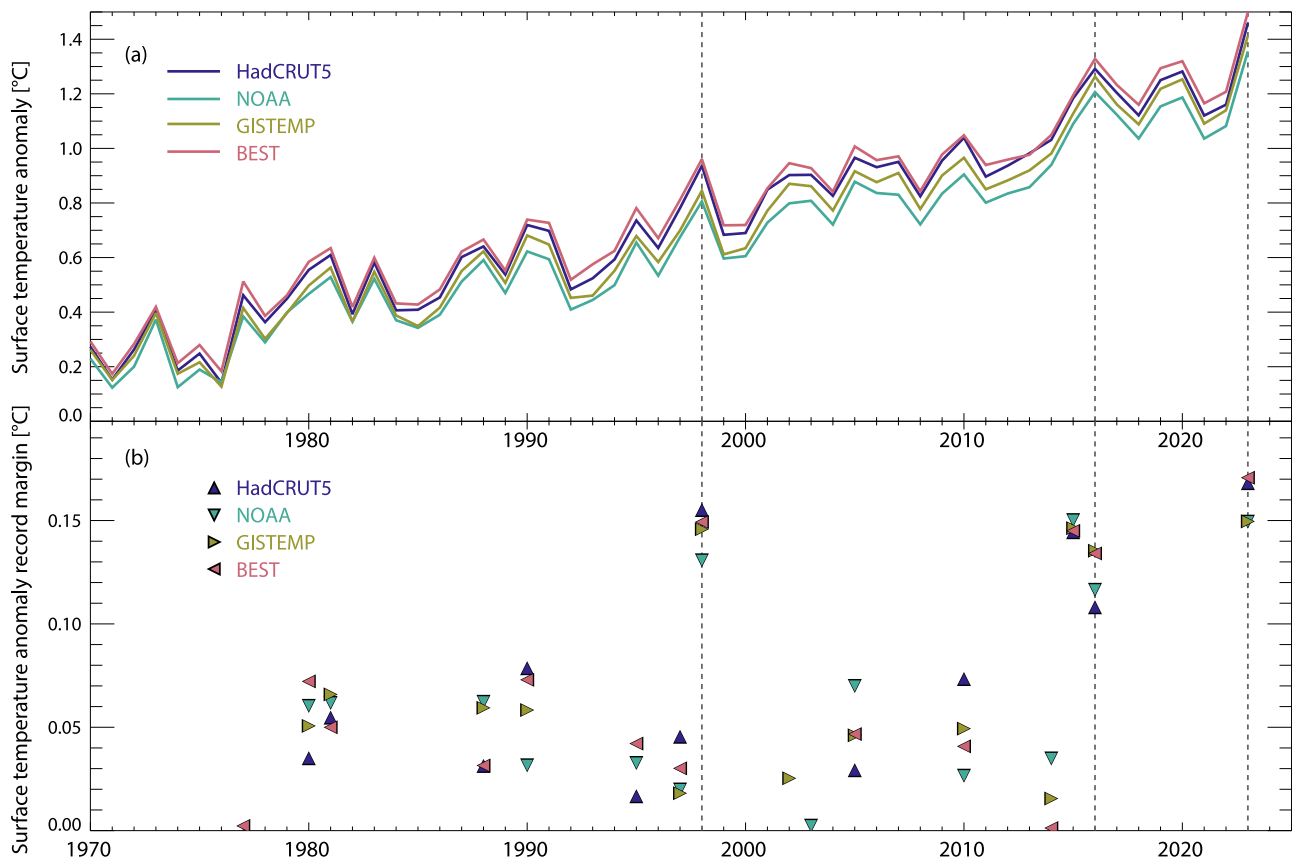 Surface temperature anomaly [°C]
(a)
HadCRUT5
NOAA
GISTEMP
BEST
1.4
1.2
1.0
0.8
0.6
0.4
0.2
0.0
1980 1990 2000 2010 2020
Surface temperature anomaly record margin [°C]
(b)
HadCRUT5
NOAA
GISTEMP
BEST
0.15
0.10
0.05
0.00
1970 1980 1990 2000 2010 2020